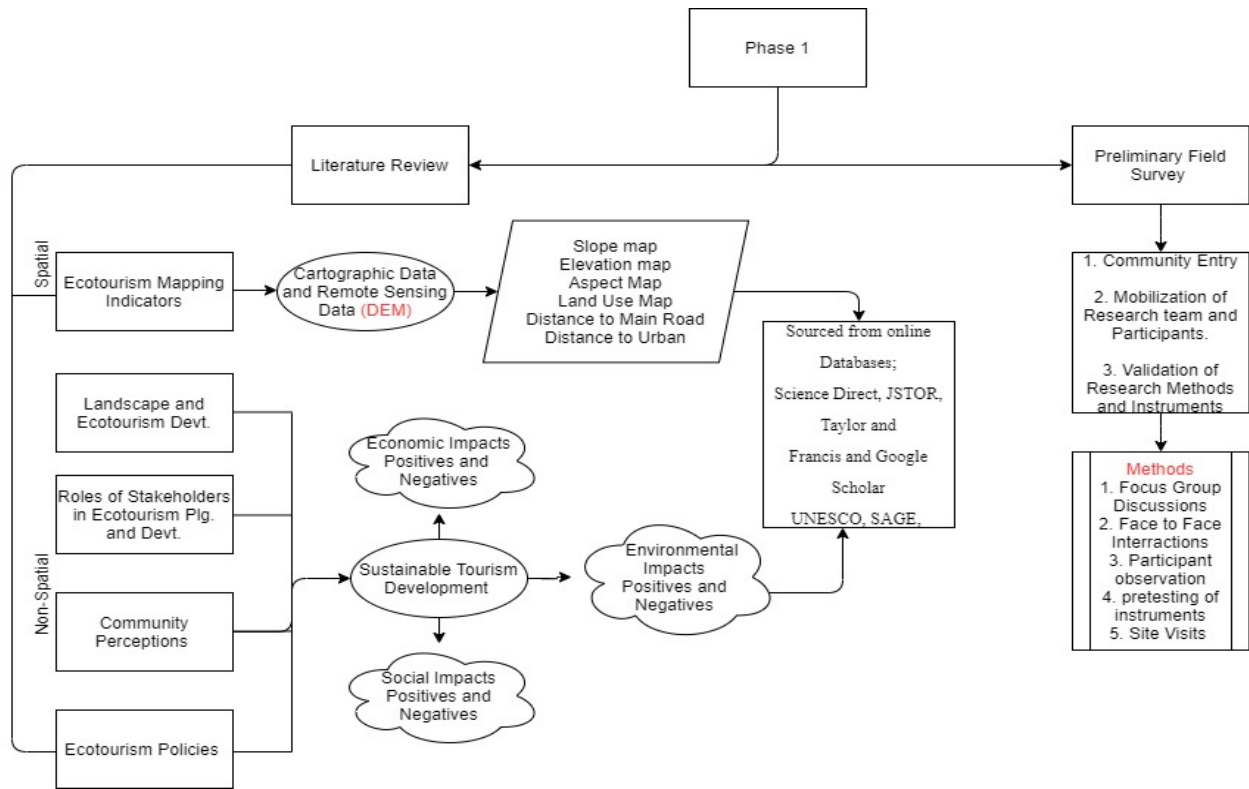 Phase 1
Literature Review
Preliminary Field
Survey
Spatial
Ecotourism Mapping
Indicators
Cartographic Data
and Remote Sensing
Data (DEM)
Slope map
Elevation map
Aspect Map
Land Use Map
Distance to Main Road
Distance to Urban
Sourced from online
Databases;
Science Direct, JSTOR,
Taylor and
Francis and Google
Scholar
UNESCO, SAGE,
1. Community Entry
2. Mobilization of
Research team and
Participants.
3. Validation of
Research Methods
and Instruments
Methods
1. Focus Group
Discussions
2. Face to Face
Interractions
3. Participant
observation
4. pretesting of
instruments
5. Site Visits
Non-Spatial
Landscape and
Ecotourism Devt.
Roles of Stakeholders
in Ecotourism Plg.
and Devt.
Community
Perceptions
Ecotourism Policies
Economic Impacts
Positives and
Negatives
Sustainable Tourism
Development
Environmental
Impacts
Positives and
Negatives
Social Impacts
Positives and
Negatives